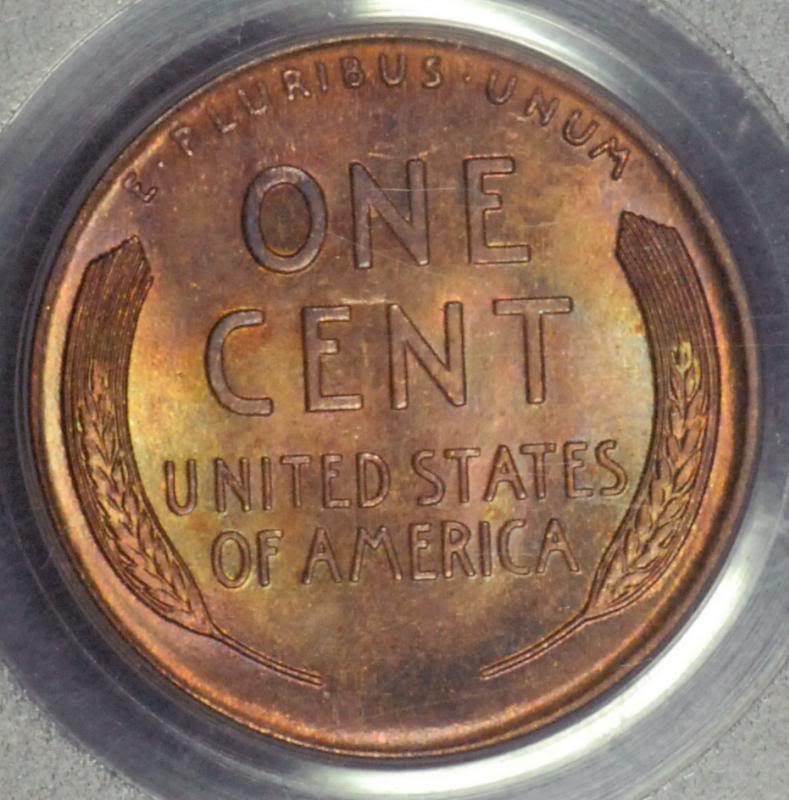 E · PLURIBUS · UNUM
ONE
CENT
UNITED STATES
OF AMERICA